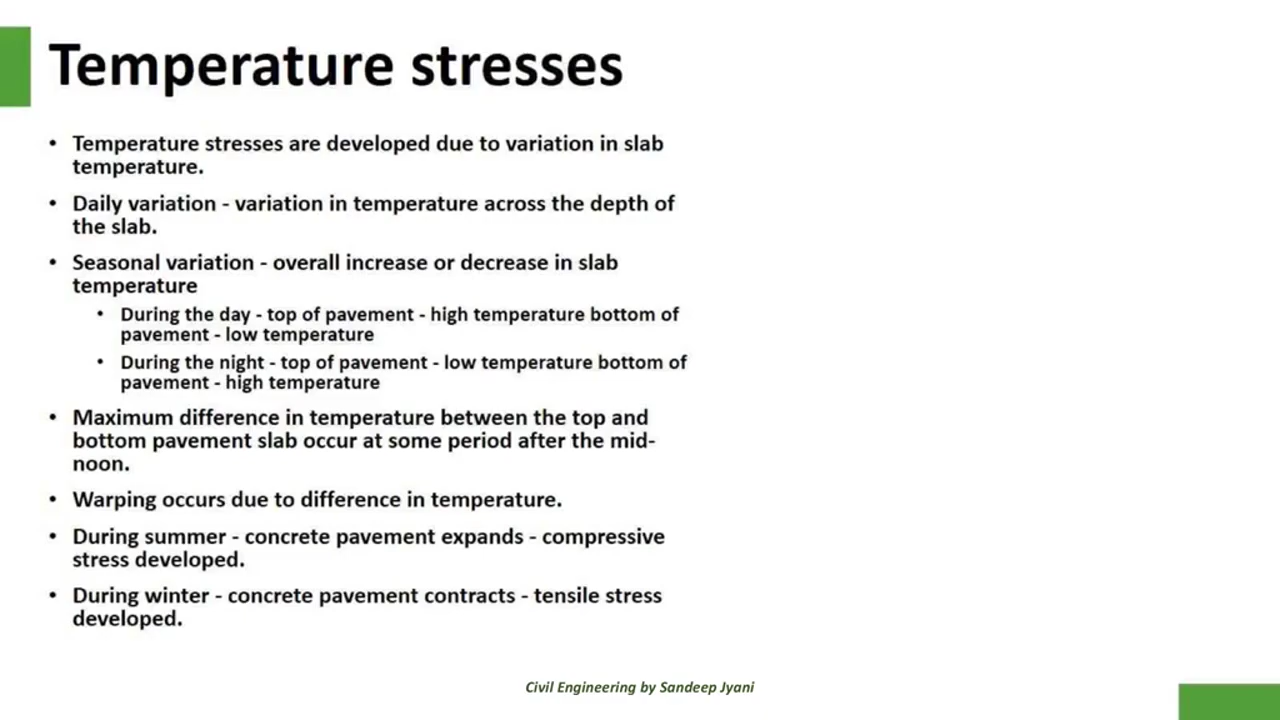 Temperature stresses
• Temperature stresses are developed due to variation in slab
temperature.
• Daily variation - variation in temperature across the depth of
the slab.
• Seasonal variation - overall increase or decrease in slab
temperature
• During the day - top of pavement - high temperature bottom of
pavement - low temperature
• During the night - top of pavement - low temperature bottom of
pavement - high temperature
• Maximum difference in temperature between the top and
bottom pavement slab occur at some period after the mid-
noon.
• Warping occurs due to difference in temperature.
• During summer - concrete pavement expands - compressive
stress developed.
• During winter - concrete pavement contracts - tensile stress
developed.
Civil Engineering by Sandeep Jyani